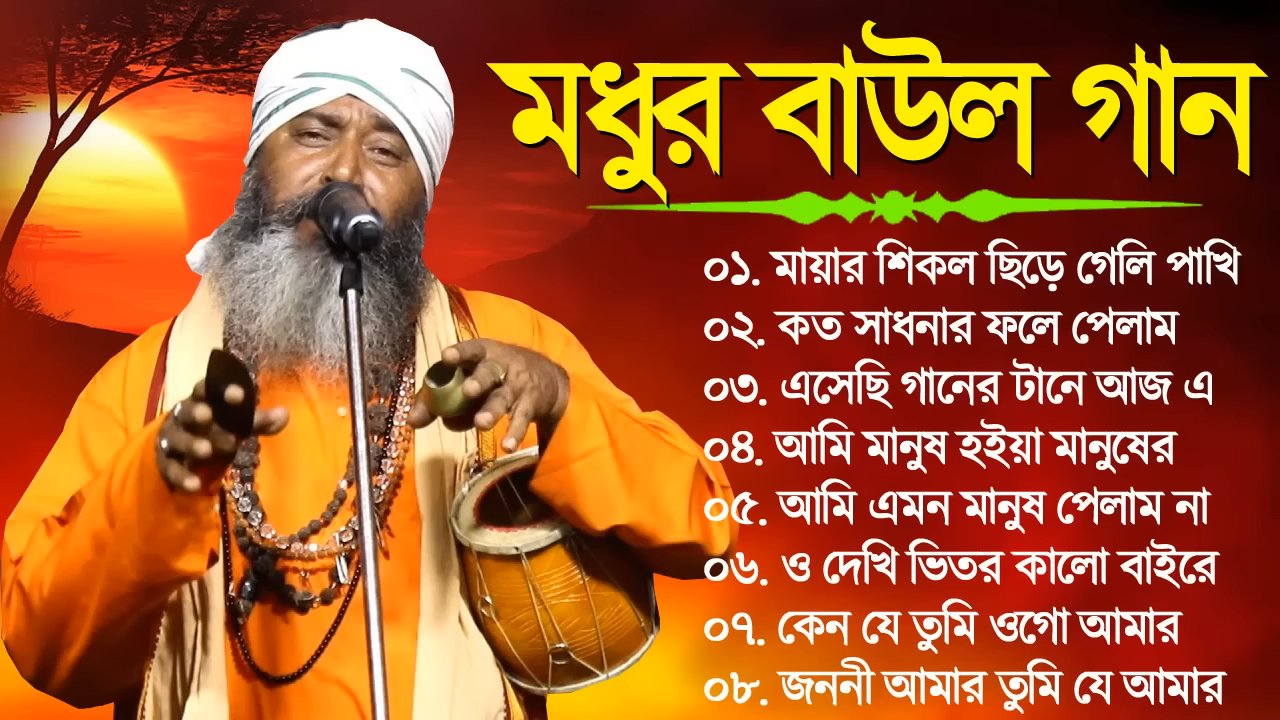 মধুর বাউল গান
০১. মায়ার শিকল ছিড়ে গেলি পাখি
০২. কত সাধনার ফলে পেলাম
০৩. এসেছি গানের টানে আজ এ
০৪. আমি মানুষ হইয়া মানুষের
০৫. আমি এমন মানুষ পেলাম না
০৬. ও দেখি ভিতর কালো বাইরে
০৭. কেন যে তুমি ওগো আমার
০৮. জননী আমার তুমি যে আমার